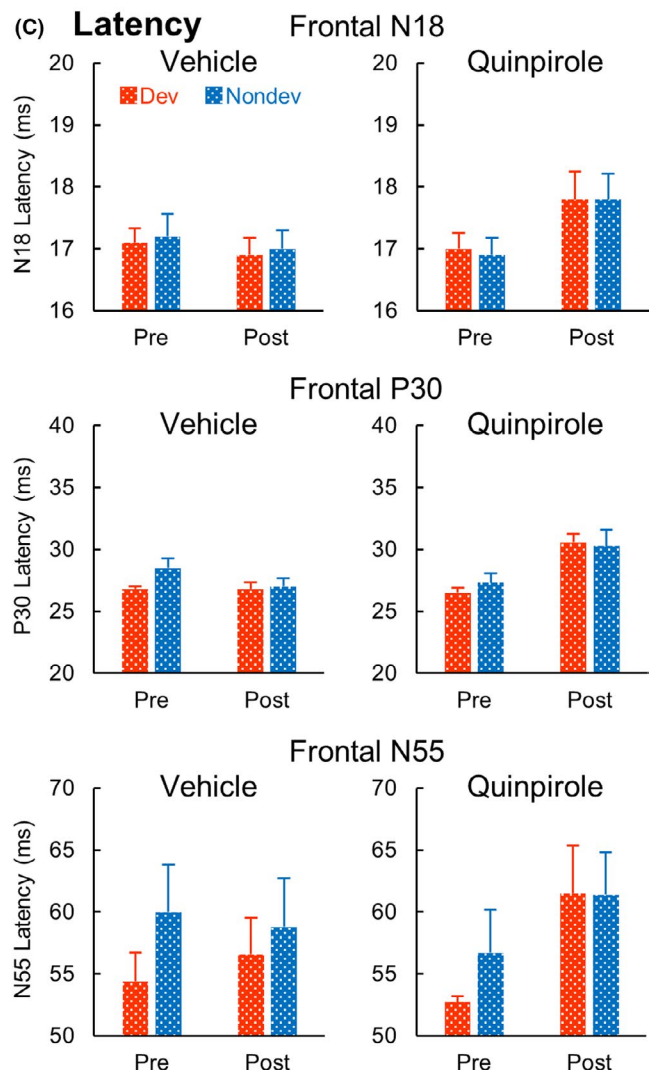 (C) Latency Frontal N18
Vehicle Quinpirole
Dev Nondev
N18 Latency (ms)
20
19
18
17
16
Pre Post
20
19
18
17
16
Pre Post
Frontal P30
Vehicle Quinpirole
P30 Latency (ms)
40
35
30
25
20
Pre Post
40
35
30
25
20
Pre Post
Frontal N55
Vehicle Quinpirole
N55 Latency (ms)
70
65
60
55
50
Pre Post
70
65
60
55
50
Pre Post